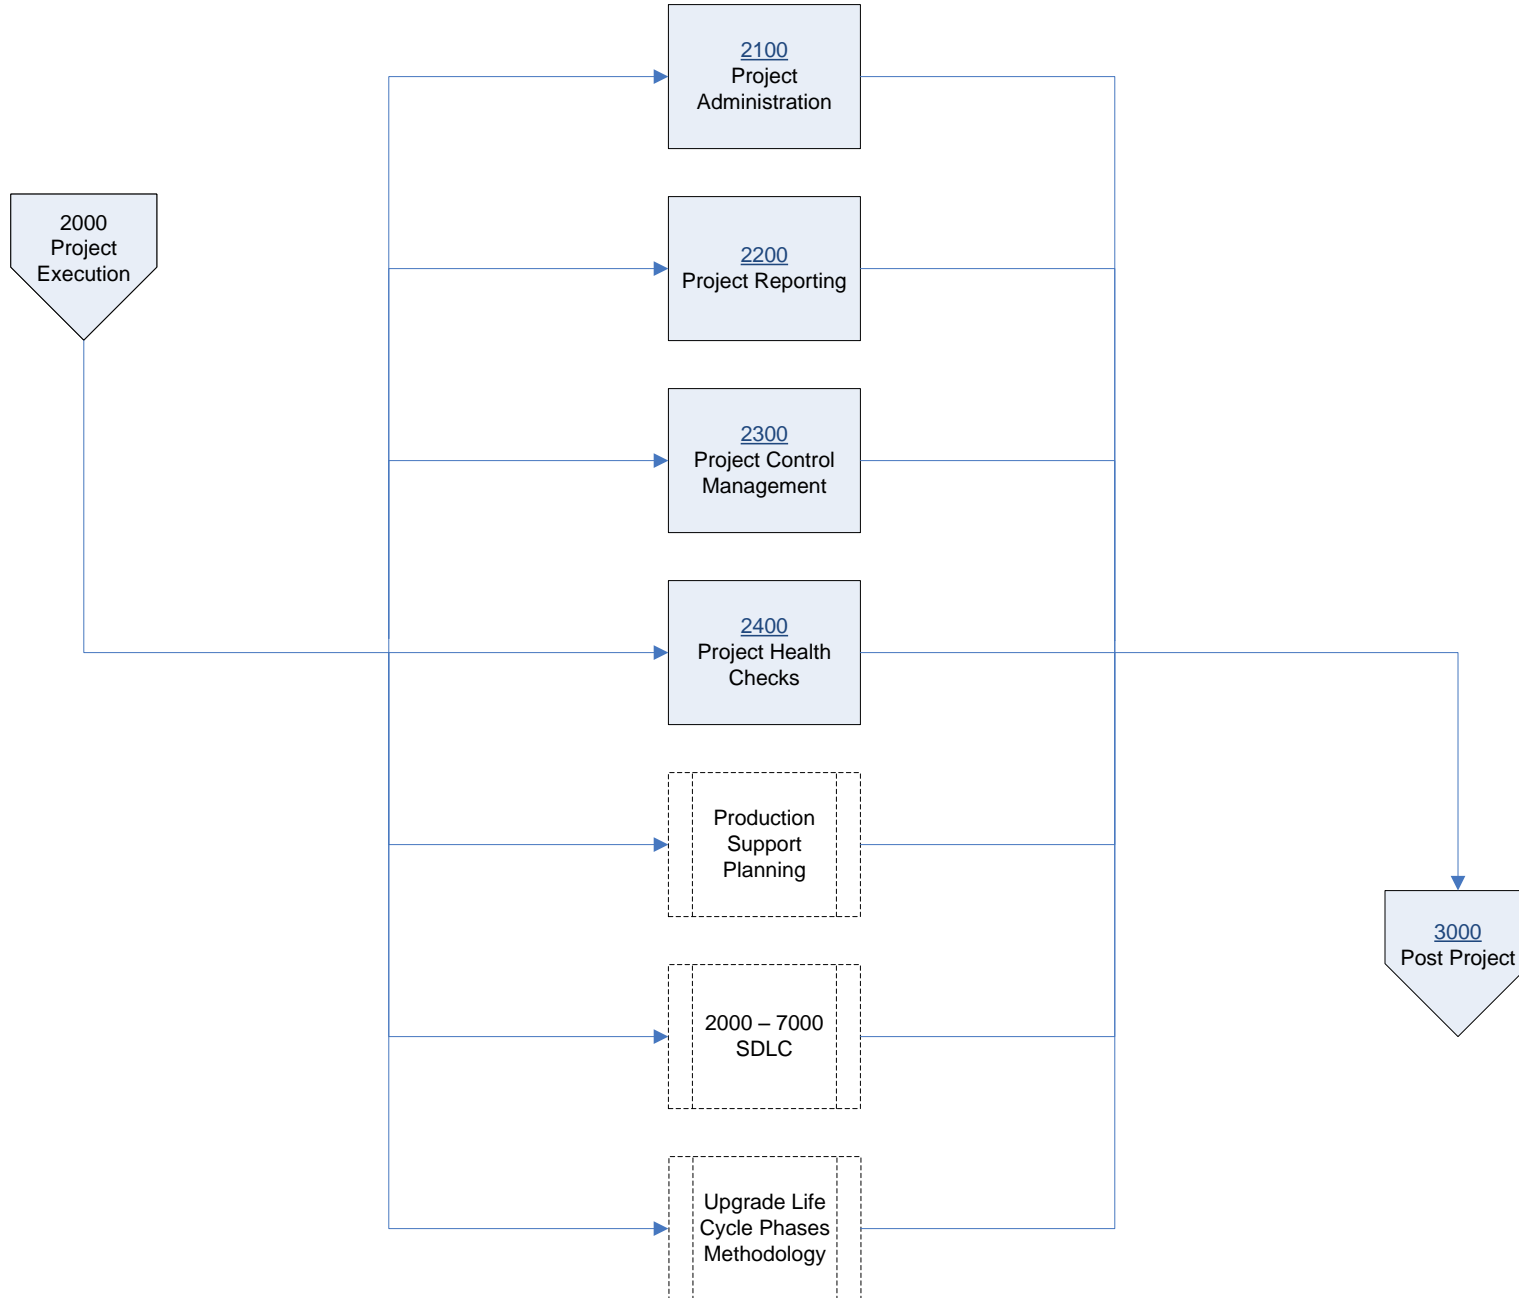 2100
Project
Administration
2000
Project
Execution
2200
Project Reporting
2300
Project Control
Management
2400
Project Health
Checks
Production
Support
Planning
3000
Post Project
2000 – 7000
SDLC
Upgrade Life
Cycle Phases
Methodology